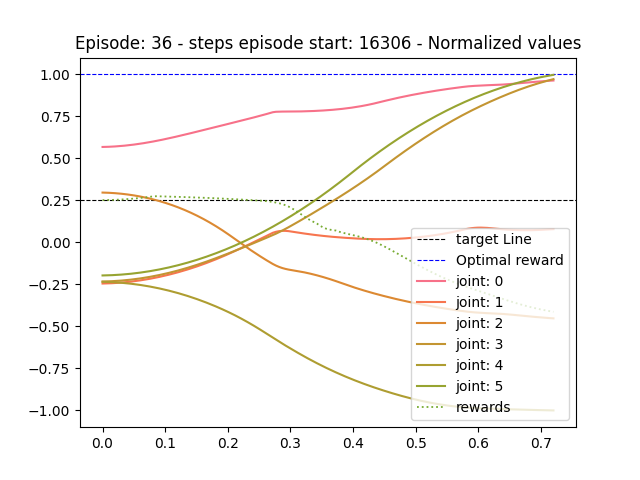 Episode: 36 - steps episode start: 16306 - Normalized values
1.00
0.75
0.50
0.25
0.00
−0.25
−0.50
−0.75
−1.00
target Line
Optimal reward
joint: 0
joint: 1
joint: 2
joint: 3
joint: 4
joint: 5
rewards
0.0 0.1 0.2 0.3 0.4 0.5 0.6 0.7